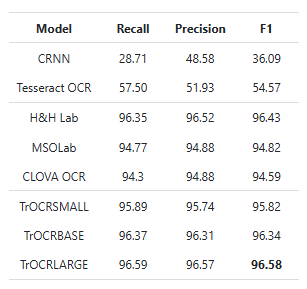 Model Recall Precision F1
CRNN 28.71 48.58 36.09
Tesseract OCR 57.50 51.93 54.57
H&H Lab 96.35 96.52 96.43
MSOLab 94.77 94.88 94.82
CLOVA OCR 94.3 94.88 94.59
TrOCRSMALL 95.89 95.74 95.82
TrOCRBASE 96.37 96.31 96.34
TrOCRLARGE 96.59 96.57 96.58